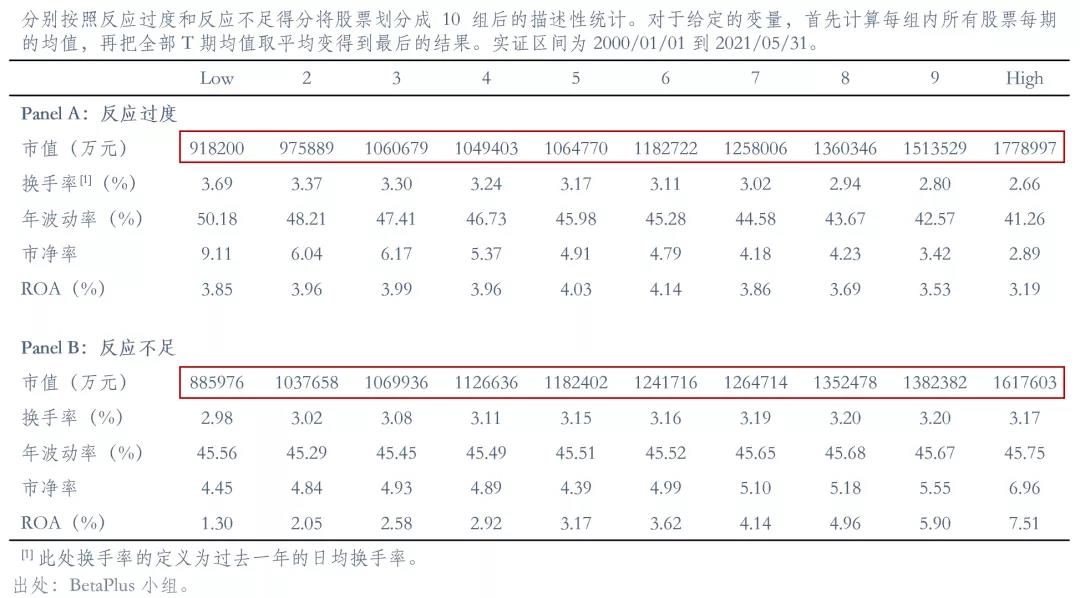 分别按照反应过度和反应不足得分将股票划分成 10 组后的描述性统计。对于给定的变量，首先计算每组内所有股票每期
的均值，再把全部 T 期均值取平均变得到最后的结果。实证区间为 2000/01/01 到 2021/05/31。
Low 2 3 4 5 6 7 8 9 High
Panel A：反应过度
市值（万元） 918200 975889 1060679 1049403 1064770 1182722 1258006 1360346 1513529 1778997
换手率[1]（%） 3.69 3.37 3.30 3.24 3.17 3.11 3.02 2.94 2.80 2.66
年波动率（%） 50.18 48.21 47.41 46.73 45.98 45.28 44.58 43.67 42.57 41.26
市净率 9.11 6.04 6.17 5.37 4.91 4.79 4.18 4.23 3.42 2.89
ROA（%） 3.85 3.96 3.99 3.96 4.03 4.14 3.86 3.69 3.53 3.19
Panel B：反应不足
市值（万元） 885976 1037658 1069936 1126636 1182402 1241716 1264714 1352478 1382382 1617603
换手率（%） 2.98 3.02 3.08 3.11 3.15 3.16 3.19 3.20 3.20 3.17
年波动率（%） 45.56 45.29 45.45 45.49 45.51 45.52 45.65 45.68 45.67 45.75
市净率 4.45 4.84 4.93 4.89 4.39 4.99 5.10 5.18 5.55 6.96
ROA（%） 1.30 2.05 2.58 2.92 3.17 3.62 4.14 4.96 5.90 7.51
[1] 此处换手率的定义为过去一年的日均换手率。
出处：BetaPlus 小组。